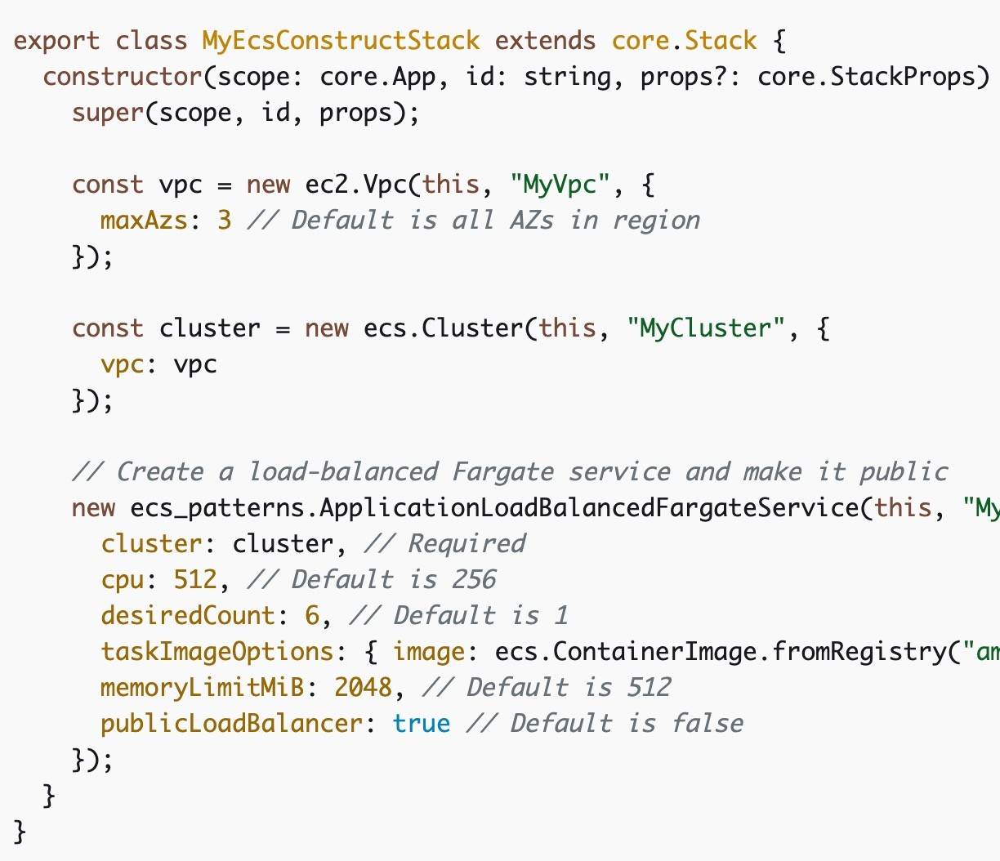 export class MyEcsConstructStack extends core.Stack {
  constructor(scope: core.App, id: string, props?: core.StackProps)
    super(scope, id, props);

    const vpc = new ec2.Vpc(this, "MyVpc", {
      maxAzs: 3 // Default is all AZs in region
    });

    const cluster = new ecs.Cluster(this, "MyCluster", {
      vpc: vpc
    });

    // Create a load-balanced Fargate service and make it public
    new ecs_patterns.ApplicationLoadBalancedFargateService(this, "My
      cluster: cluster, // Required
      cpu: 512, // Default is 256
      desiredCount: 6, // Default is 1
      taskImageOptions: { image: ecs.ContainerImage.fromRegistry("am
      memoryLimitMiB: 2048, // Default is 512
      publicLoadBalancer: true // Default is false
    });
  }
}